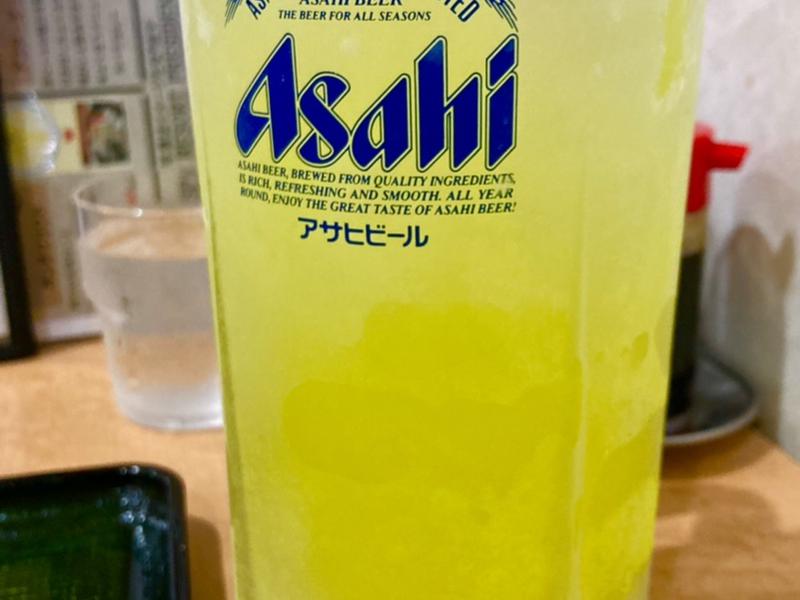 ASAHI BEER
THE BEER FOR ALL SEASONS
Asahi
ASAHI BEER, BREWED FROM QUALITY INGREDIENTS,
IS RICH, REFRESHING AND SMOOTH. ALL YEAR
ROUND, ENJOY THE GREAT TASTE OF ASAHI BEER!
アサヒビール